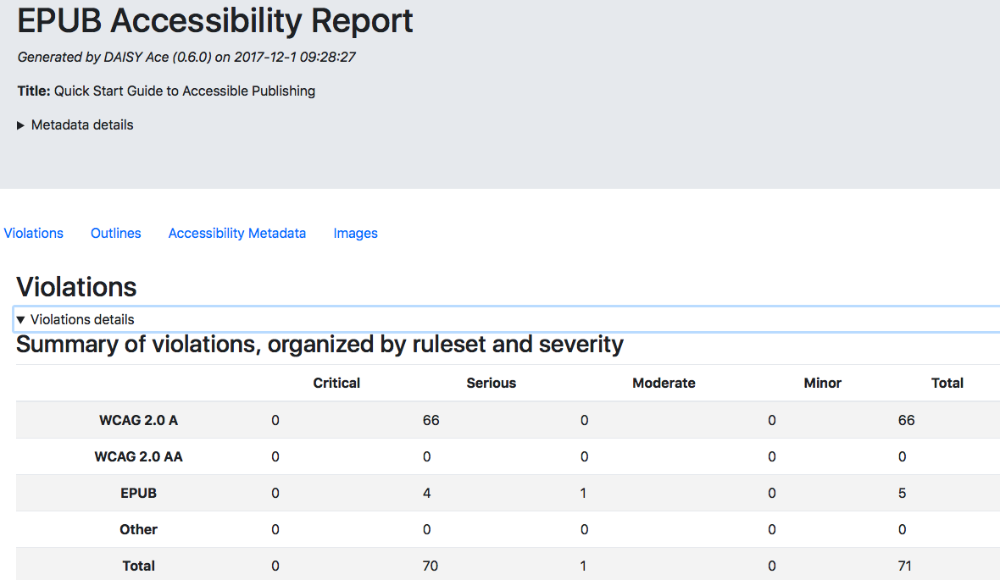 EPUB Accessibility Report
Generated by DAISY Ace (0.6.0) on 2017-12-1 09:28:27
Title: Quick Start Guide to Accessible Publishing
Metadata details
Violations Outlines Accessibility Metadata Images
Violations
Violations details
Summary of violations, organized by ruleset and severity
Critical Serious Moderate Minor Total
WCAG 2.0 A 0 66 0 0 66
WCAG 2.0 AA 0 0 0 0 0
EPUB 0 4 1 0 5
Other 0 0 0 0 0
Total 0 70 1 0 71